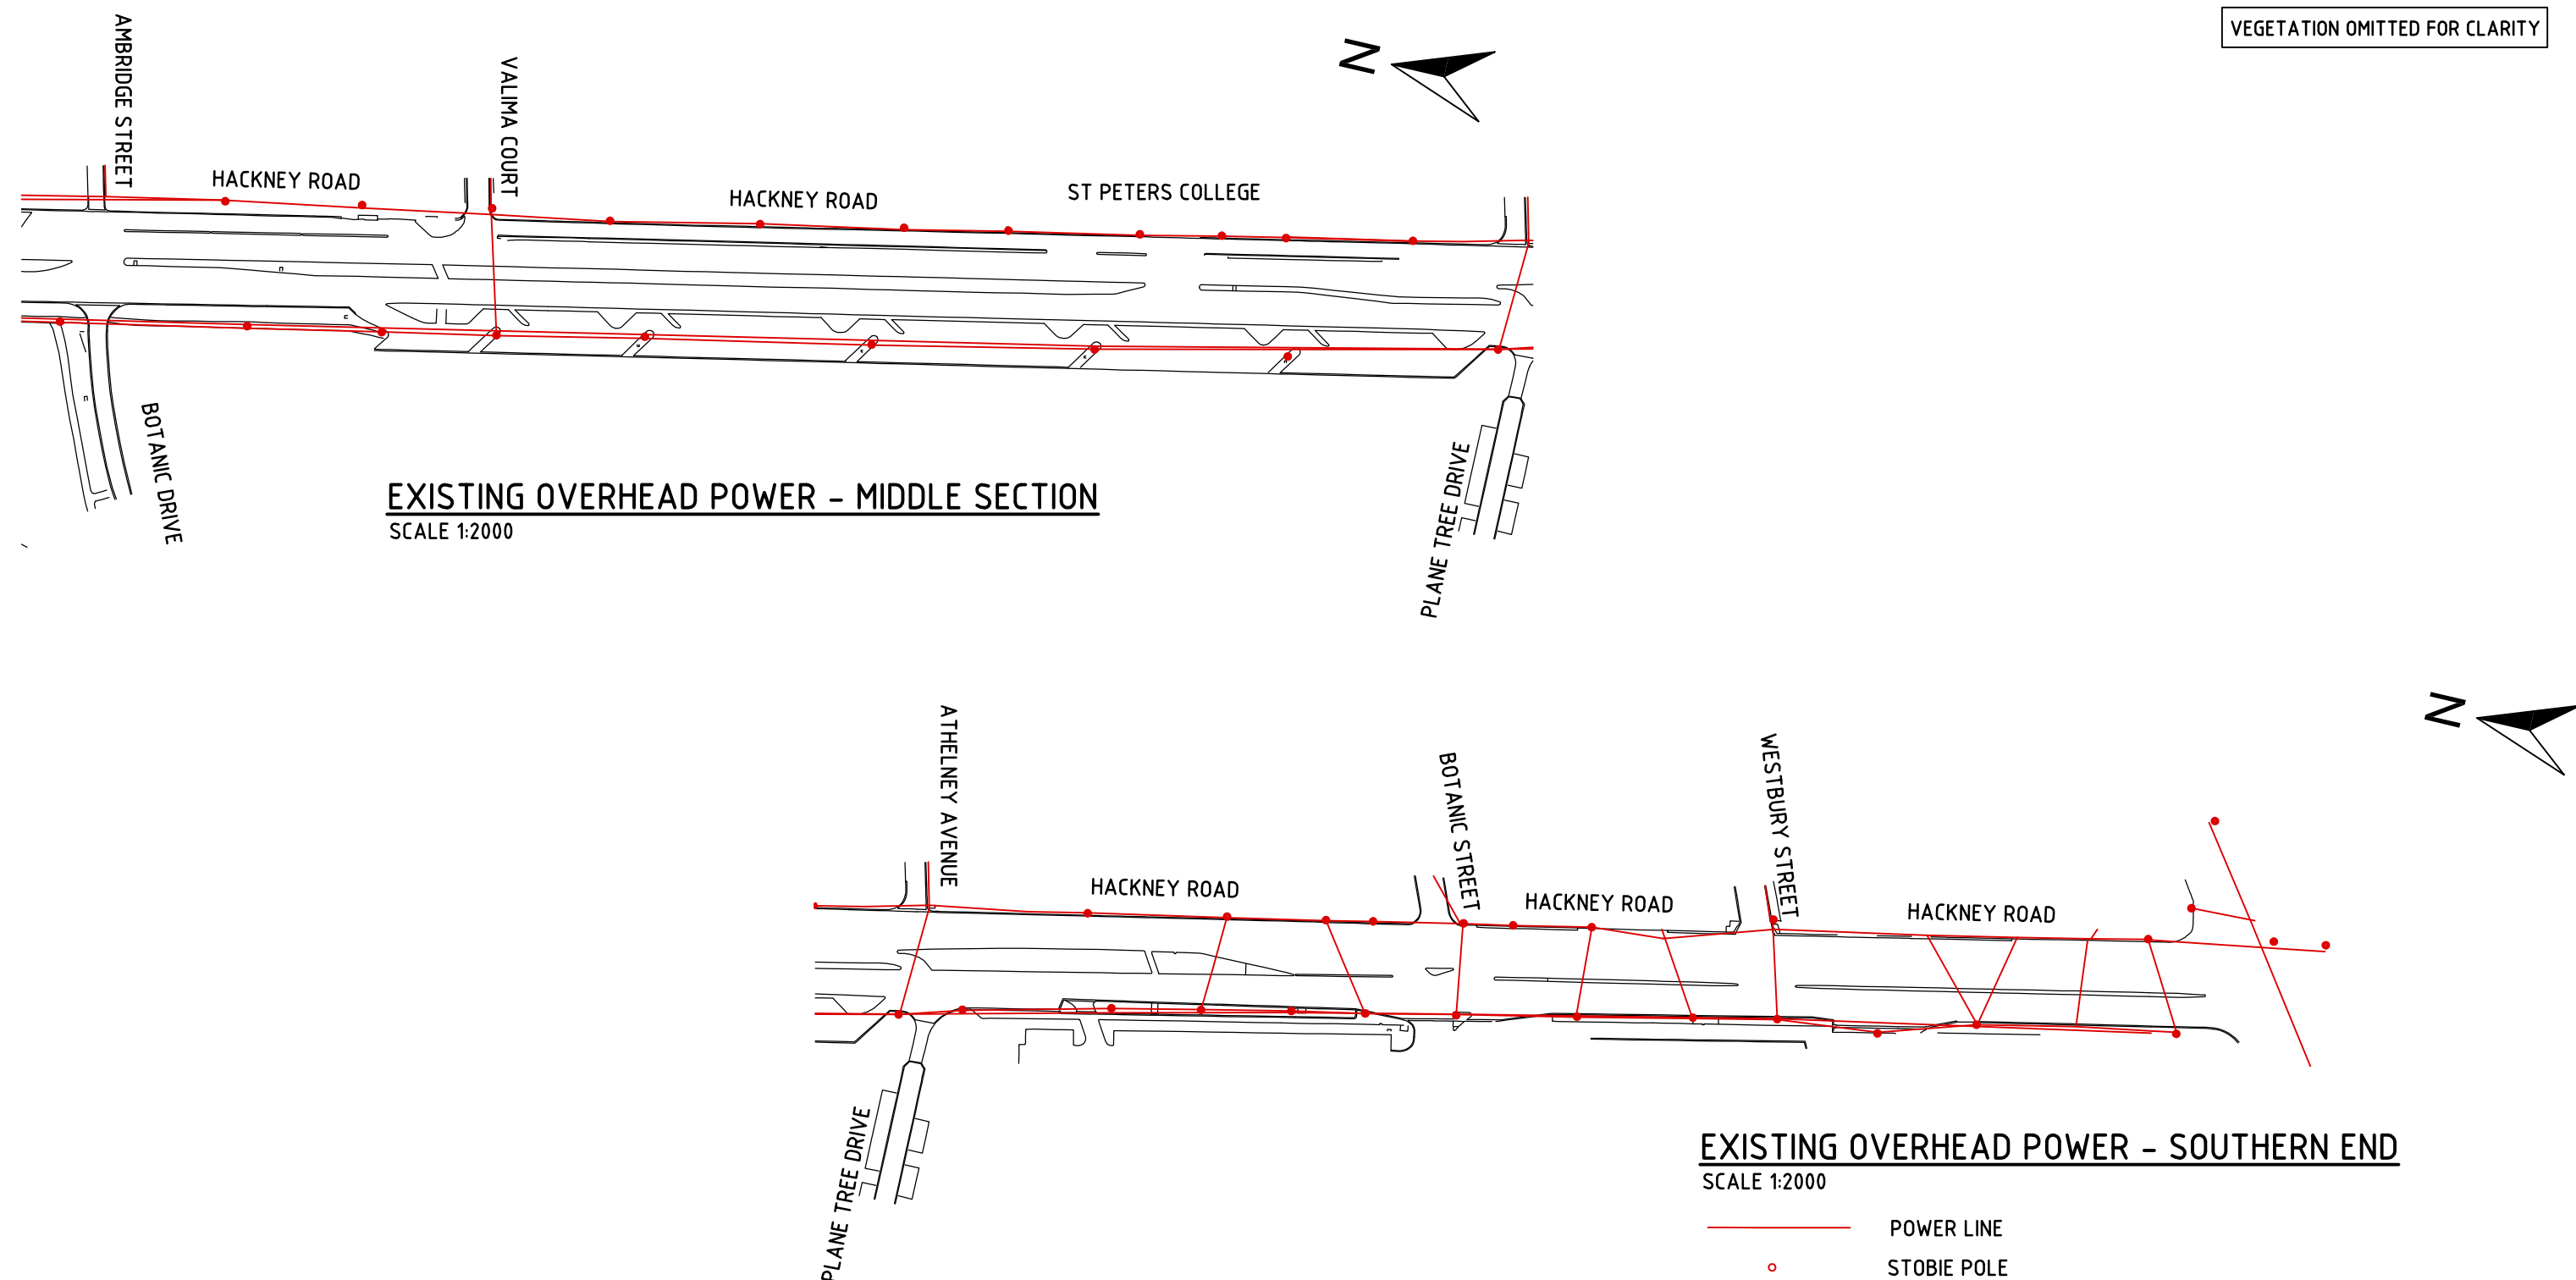 VEGETATION OMITTED FOR CLARITY
N
AMBRIDGE STREET
VALIMA COURT
HACKNEY ROAD
HACKNEY ROAD
ST PETERS COLLEGE
BOTANIC DRIVE
PLANE TREE DRIVE
EXISTING OVERHEAD POWER - MIDDLE SECTION
SCALE 1:2000
N
ATHELNEY AVENUE
BOTANIC STREET
WESTBURY STREET
HACKNEY ROAD
HACKNEY ROAD
HACKNEY ROAD
PLANE TREE DRIVE
EXISTING OVERHEAD POWER - SOUTHERN END
SCALE 1:2000
POWER LINE
STOBIE POLE